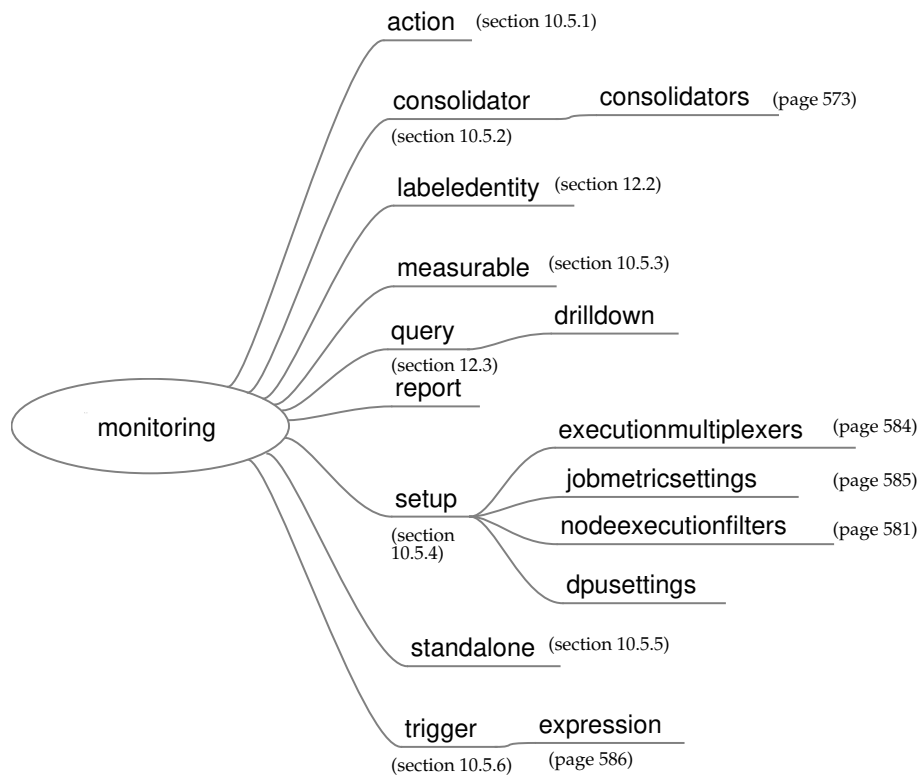 action (section 10.5.1)
consolidator consolidators (page 573)
(section 10.5.2)
labeledentity (section 12.2)
measurable (section 10.5.3)
query drilldown
(section 12.3)
report
monitoring
executionmultiplexers (page 584)
setup jobmetricsettings (page 585)
(section
10.5.4)
nodeexecutionfilters (page 581)
dpusettings
standalone (section 10.5.5)
trigger expression
(section 10.5.6) (page 586)